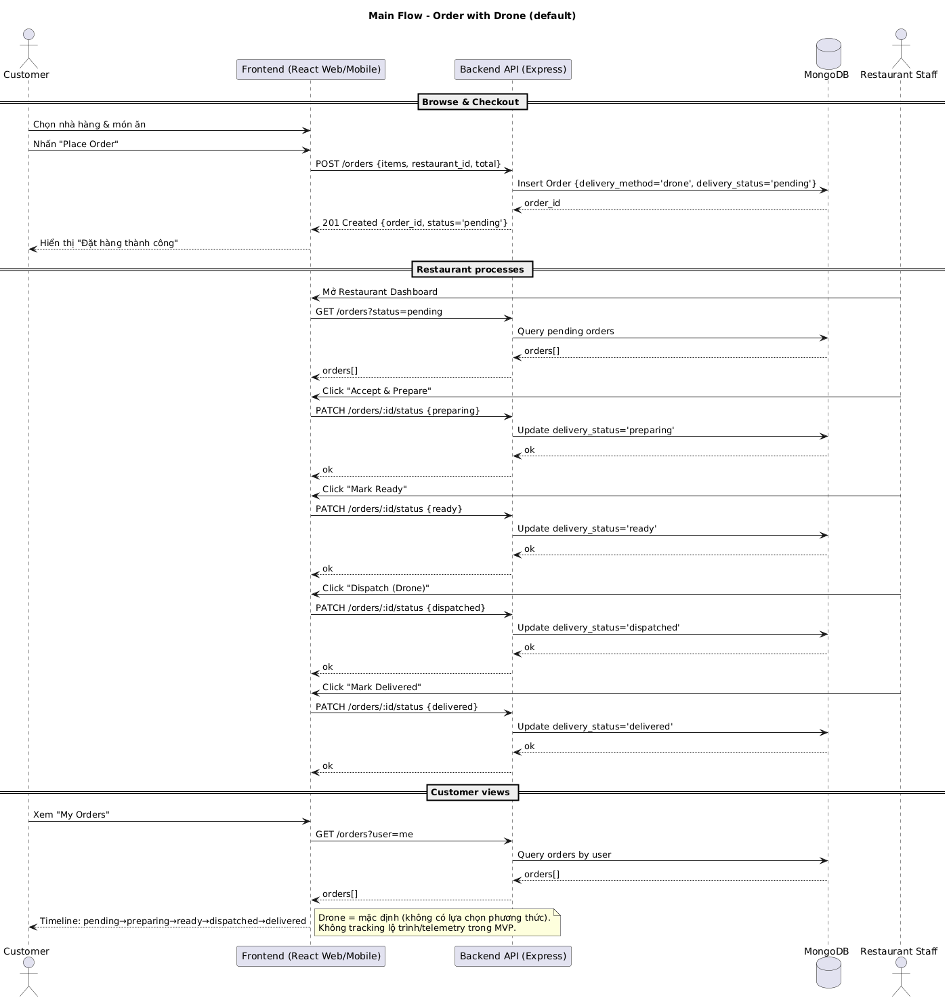 Main Flow - Order with Drone (default)
Customer
Frontend (React Web/Mobile)
Backend API (Express)
MongoDB
Restaurant Staff
Browse & Checkout
Chọn nhà hàng & món ăn
Nhấn "Place Order"
POST /orders {items, restaurant_id, total}
Insert Order {delivery_method='drone', delivery_status='pending'}
order_id
201 Created {order_id, status='pending'}
Hiển thị "Đặt hàng thành công"
Restaurant processes
Mở Restaurant Dashboard
GET /orders?status=pending
Query pending orders
orders[]
orders[]
Click "Accept & Prepare"
PATCH /orders/:id/status {preparing}
Update delivery_status='preparing'
ok
ok
Click "Mark Ready"
PATCH /orders/:id/status {ready}
Update delivery_status='ready'
ok
ok
Click "Dispatch (Drone)"
PATCH /orders/:id/status {dispatched}
Update delivery_status='dispatched'
ok
ok
Click "Mark Delivered"
PATCH /orders/:id/status {delivered}
Update delivery_status='delivered'
ok
ok
Customer views
Xem "My Orders"
GET /orders?user=me
Query orders by user
orders[]
orders[]
Timeline: pending→preparing→ready→dispatched→delivered
Drone = mặc định (không có lựa chọn phương thức).
Không tracking lộ trình/telemetry trong MVP.
Customer
Frontend (React Web/Mobile)
Backend API (Express)
MongoDB
Restaurant Staff